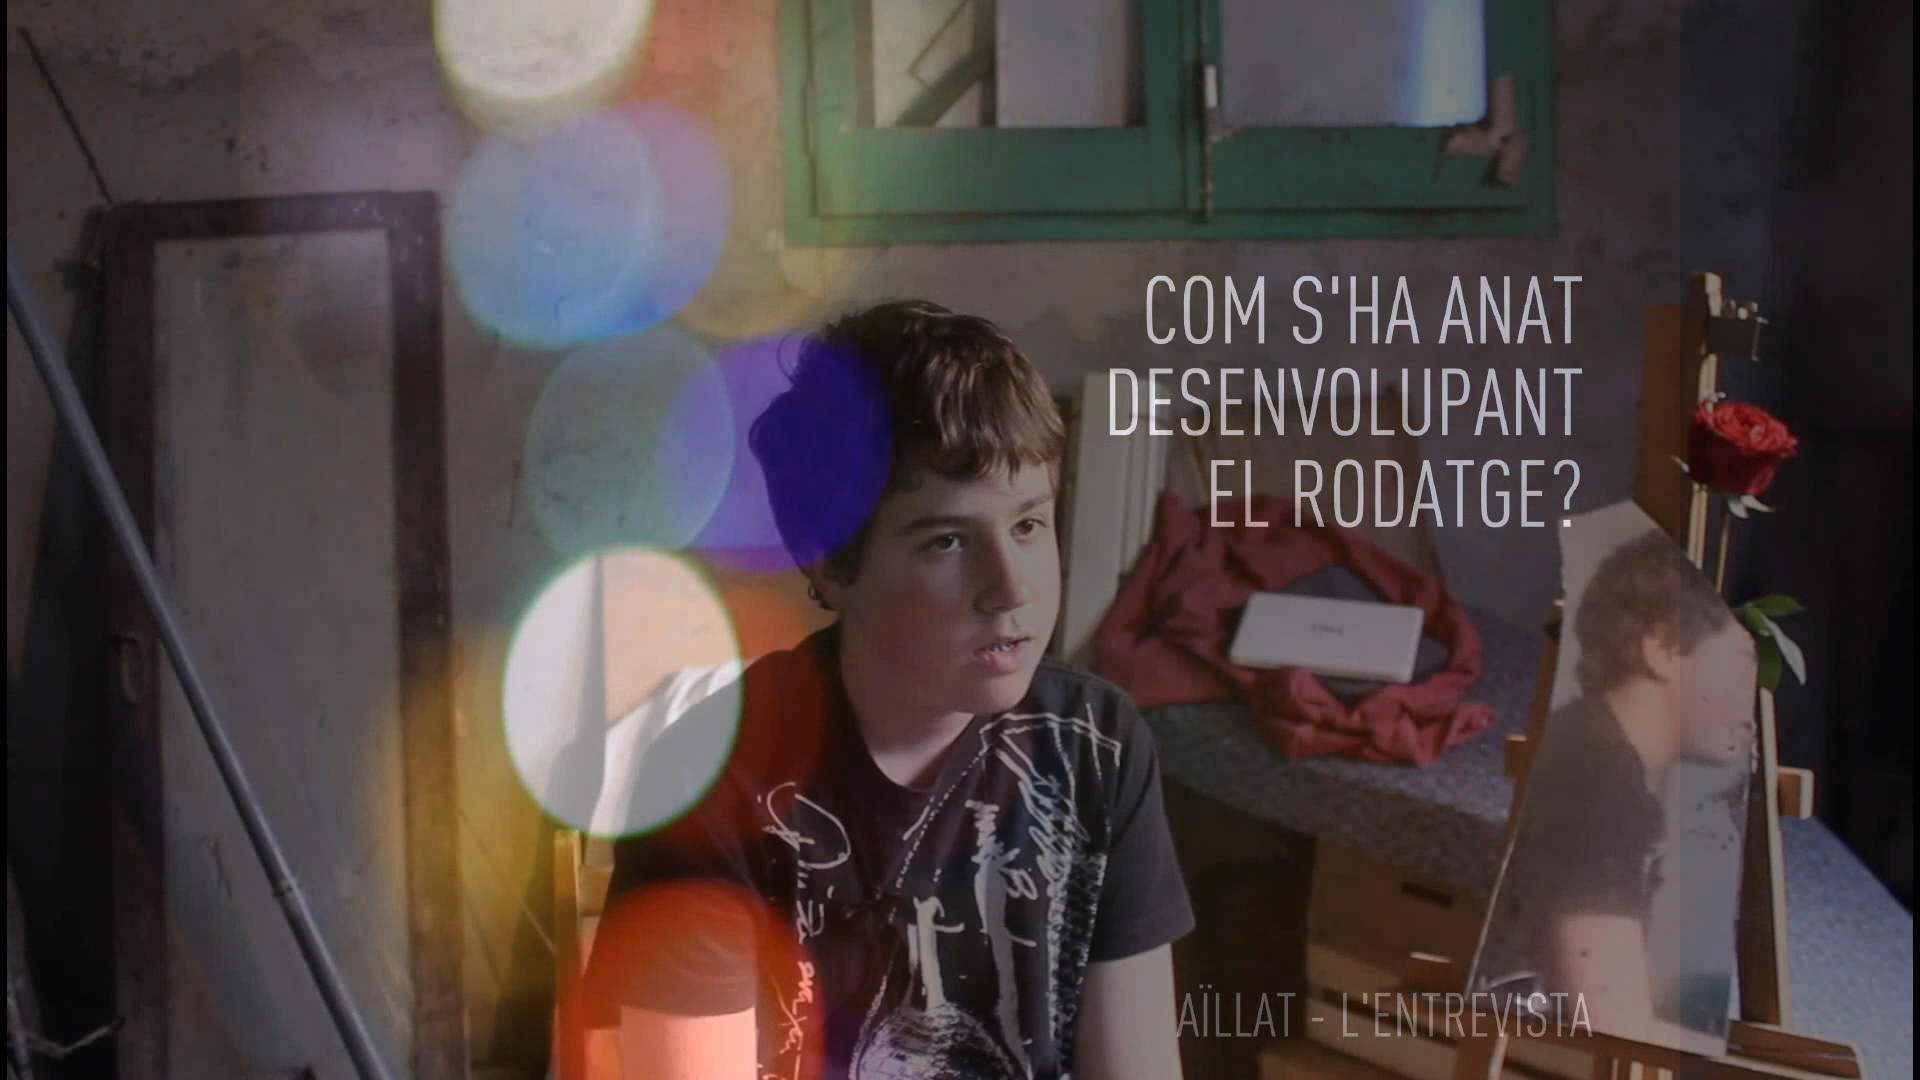 COM S'HA ANAT
DESENVOLUPANT
EL RODATGE?
AÏLLAT - L'ENTREVISTA